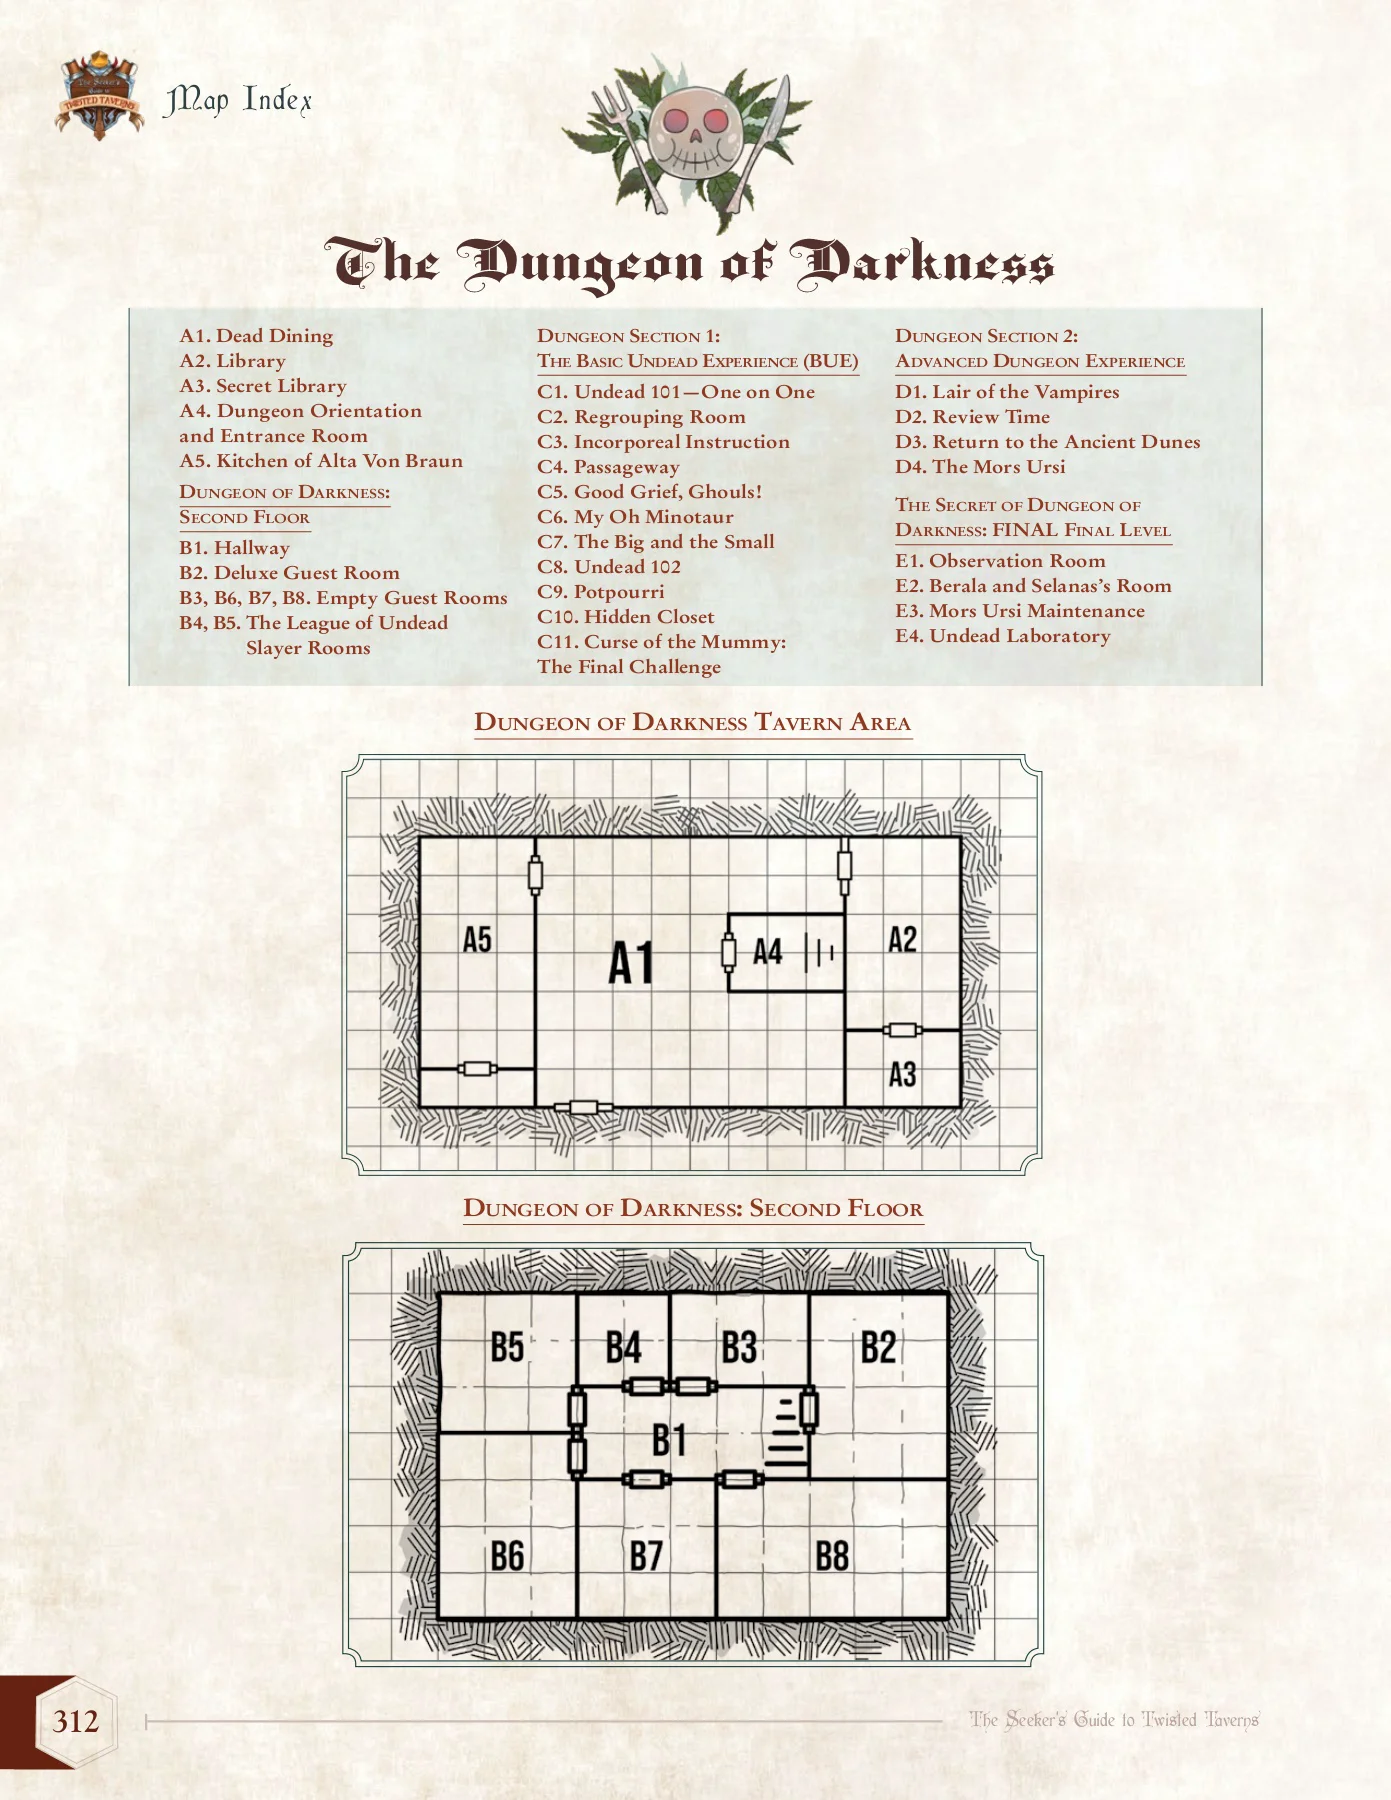 The Seeker's
Guide to
TWISTED TAVERNS
Map Index
The Dungeon of Darkness
A1. Dead Dining
A2. Library
A3. Secret Library
A4. Dungeon Orientation
and Entrance Room
A5. Kitchen of Alta Von Braun
Dungeon of Darkness:
Second Floor
B1. Hallway
B2. Deluxe Guest Room
B3, B6, B7, B8. Empty Guest Rooms
B4, B5. The League of Undead
Slayer Rooms
Dungeon Section 1:
The Basic Undead Experience (BUE)
C1. Undead 101—One on One
C2. Regrouping Room
C3. Incorporeal Instruction
C4. Passageway
C5. Good Grief, Ghouls!
C6. My Oh Minotaur
C7. The Big and the Small
C8. Undead 102
C9. Potpourri
C10. Hidden Closet
C11. Curse of the Mummy:
The Final Challenge
Dungeon Section 2:
Advanced Dungeon Experience
D1. Lair of the Vampires
D2. Review Time
D3. Return to the Ancient Dunes
D4. The Mors Ursi
The Secret of Dungeon of
Darkness: FINAL Final Level
E1. Observation Room
E2. Berala and Selanas's Room
E3. Mors Ursi Maintenance
E4. Undead Laboratory
Dungeon of Darkness Tavern Area
A5
A1
A4
A2
A3
Dungeon of Darkness: Second Floor
B5
B4
B3
B2
B1
B6
B7
B8
312
The Seeker's Guide to Twisted Taverns